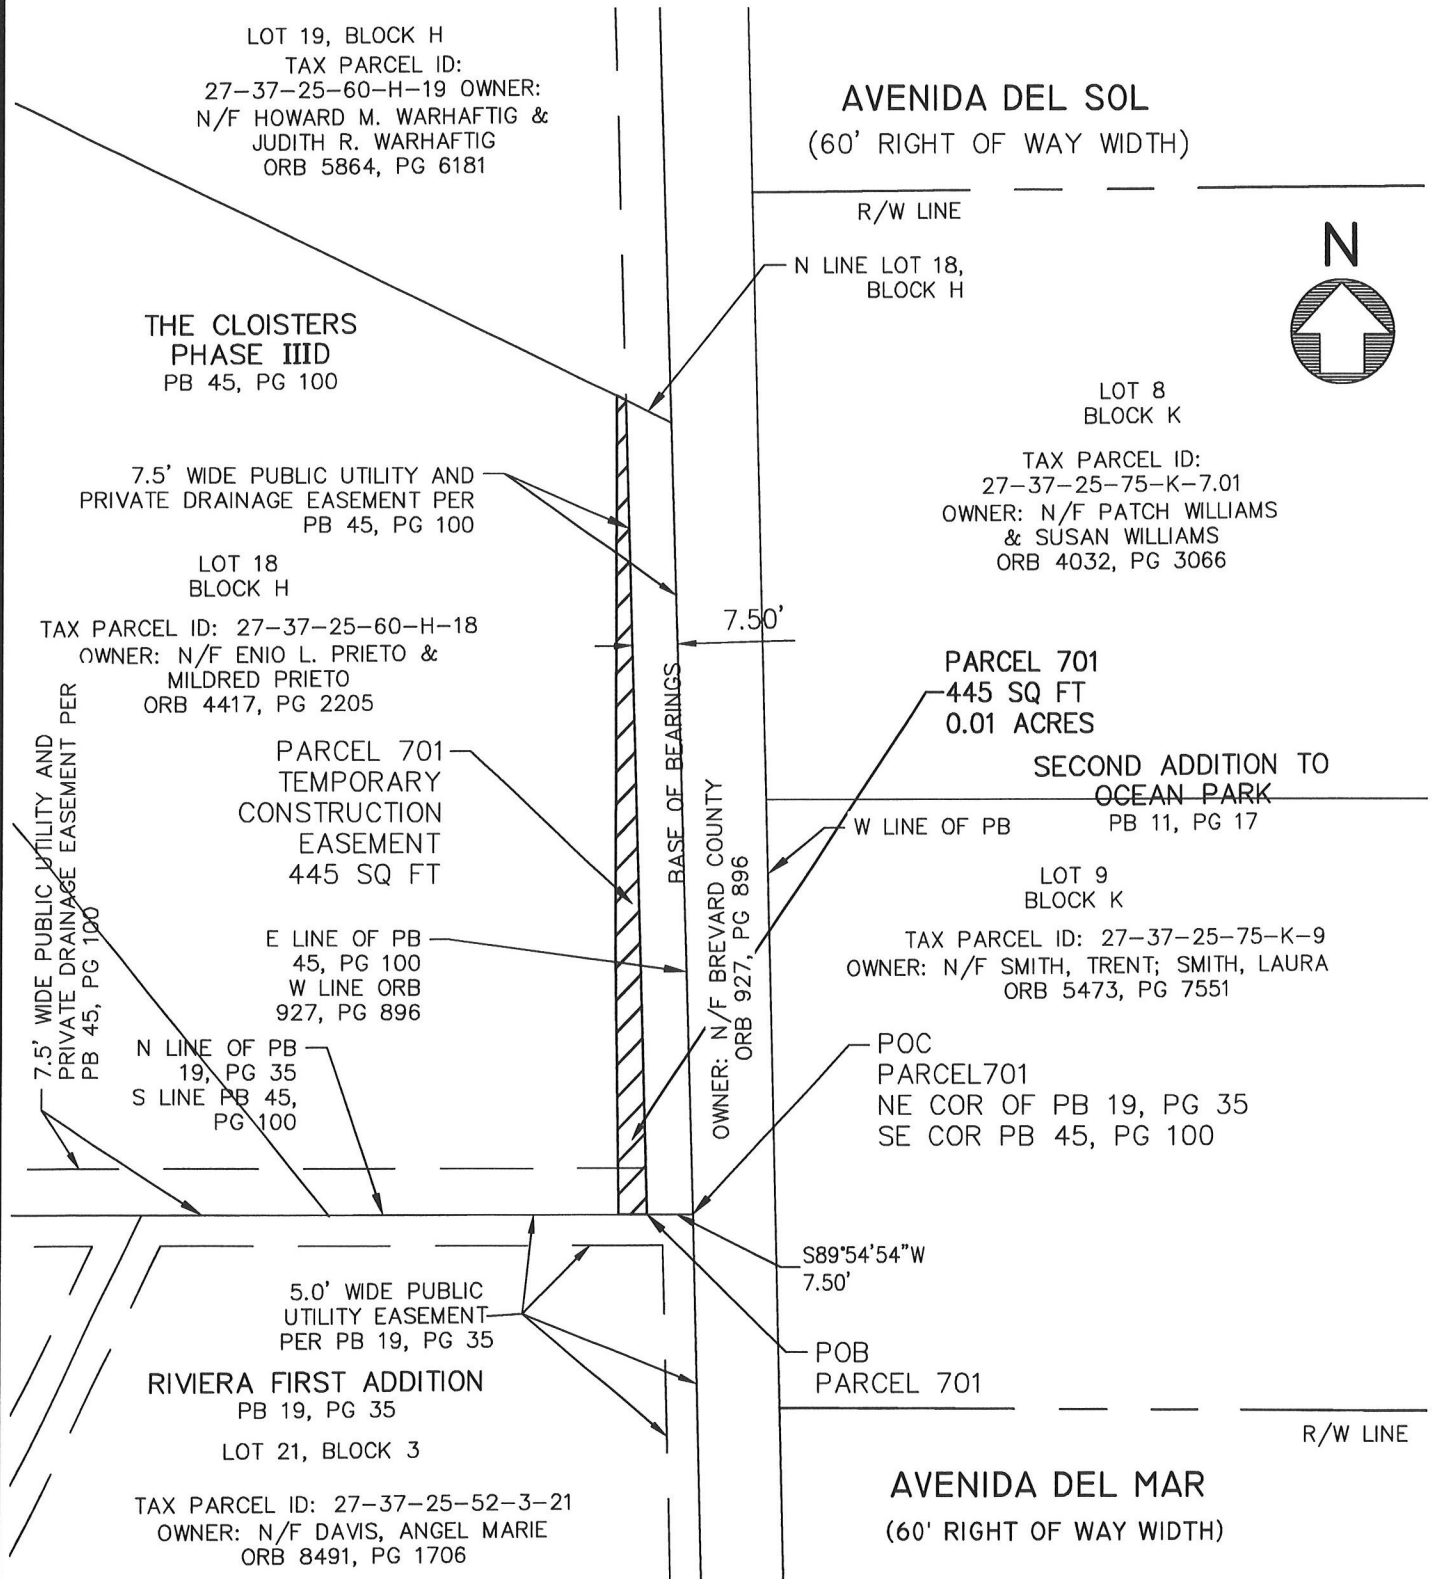 LOT 19, BLOCK H
TAX PARCEL ID:
27-37-25-60-H-19 OWNER:
N/F HOWARD M. WARHAFTIG &
JUDITH R. WARHAFTIG
ORB 5864, PG 6181
AVENIDA DEL SOL
(60' RIGHT OF WAY WIDTH)
R/W LINE
N
N LINE LOT 18,
BLOCK H
THE CLOISTERS
PHASE IIID
PB 45, PG 100
LOT 8
BLOCK K
TAX PARCEL ID:
27-37-25-75-K-7.01
OWNER: N/F PATCH WILLIAMS
& SUSAN WILLIAMS
ORB 4032, PG 3066
7.5' WIDE PUBLIC UTILITY AND
PRIVATE DRAINAGE EASEMENT PER
PB 45, PG 100
LOT 18
BLOCK H
TAX PARCEL ID: 27-37-25-60-H-18
OWNER: N/F ENIO L. PRIETO &
MILDRED PRIETO
ORB 4417, PG 2205
7.50'
PARCEL 701
445 SQ FT
0.01 ACRES
BASE OF BEARINGS
7.5' WIDE PUBLIC UTILITY AND
PRIVATE DRAINAGE EASEMENT PER
PB 45, PG 100
PARCEL 701
TEMPORARY
CONSTRUCTION
EASEMENT
445 SQ FT
SECOND ADDITION TO
OCEAN PARK
PB 11, PG 17
W LINE OF PB
OWNER: N/F BREVARD COUNTY
ORB 927, PG 896
LOT 9
BLOCK K
TAX PARCEL ID: 27-37-25-75-K-9
OWNER: N/F SMITH, TRENT; SMITH, LAURA
ORB 5473, PG 7551
E LINE OF PB
45, PG 100
W LINE ORB
927, PG 896
N LINE OF PB
19, PG 35
S LINE PB 45,
PG 100
POC
PARCEL701
NE COR OF PB 19, PG 35
SE COR PB 45, PG 100
S89°54'54"W
7.50'
5.0' WIDE PUBLIC
UTILITY EASEMENT
PER PB 19, PG 35
POB
PARCEL 701
RIVIERA FIRST ADDITION
PB 19, PG 35
LOT 21, BLOCK 3
TAX PARCEL ID: 27-37-25-52-3-21
OWNER: N/F DAVIS, ANGEL MARIE
ORB 8491, PG 1706
R/W LINE
AVENIDA DEL MAR
(60' RIGHT OF WAY WIDTH)